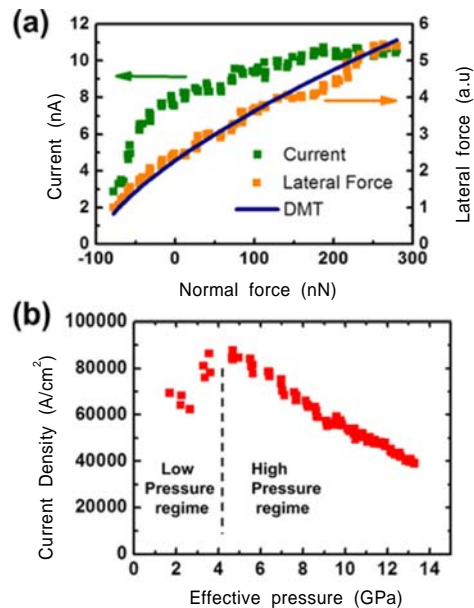 (a)
12
10
8
6
4
2
0
Current (nA)
6
5
4
3
2
1
0
Lateral force (a.u)
Current
Lateral Force
DMT
-100 0 100 200 300
Normal force (nN)
(b)
100000
80000
60000
40000
20000
0
Current Density (A/cm²)
Low
Pressure
regime
High
Pressure
regime
0 2 4 6 8 10 12 14
Effective pressure (GPa)